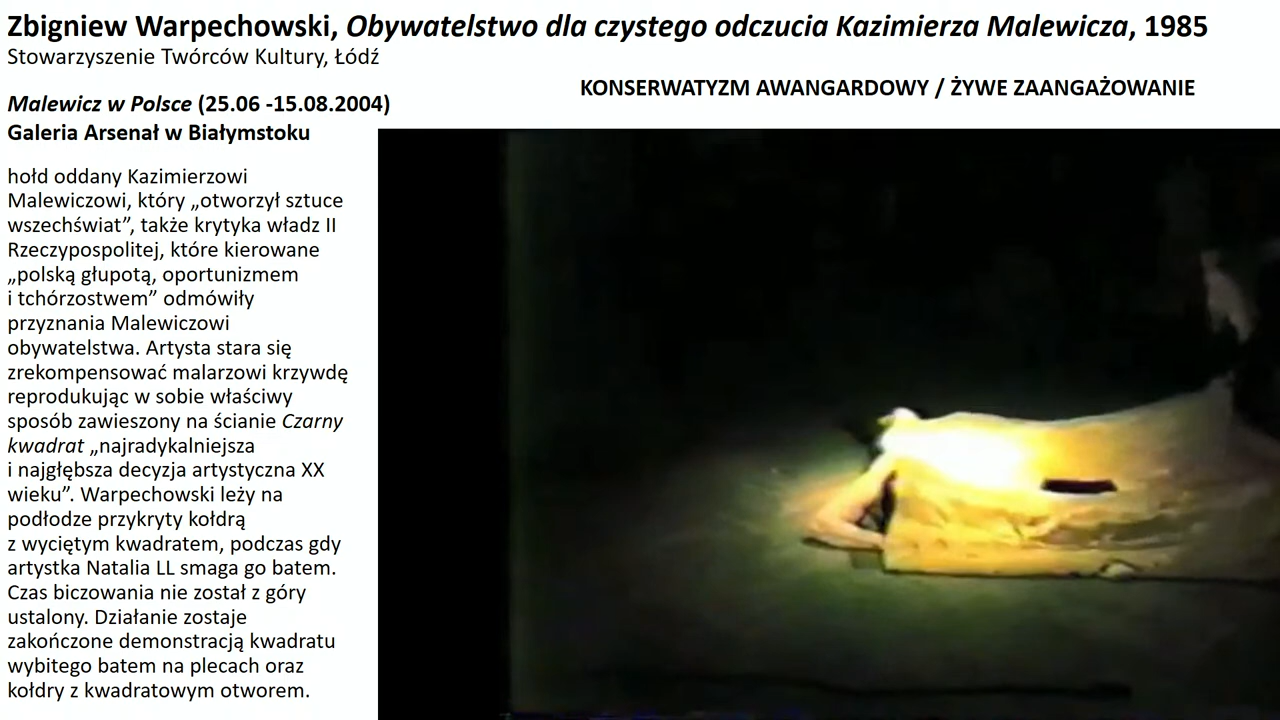 Zbigniew Warpechowski, Obywatelstwo dla czystego odczucia Kazimierza Malewicza, 1985
Stowarzyszenie Twórców Kultury, Łódź
KONSERWATYZM AWANGARDOWY / ŻYWE ZAANGAŻOWANIE
Malewicz w Polsce (25.06 -15.08.2004)
Galeria Arsenał w Białymstoku
hołd oddany Kazimierzowi
Malewiczowi, który „otworzył sztuce
wszechświat”, także krytyka władz II
Rzeczypospolitej, które kierowane
„polską głupotą, oportunizmem
i tchórzostwem” odmówiły
przyznania Malewiczowi
obywatelstwa. Artysta stara się
zrekompensować malarzowi krzywdę
reprodukując w sobie właściwy
sposób zawieszony na ścianie Czarny
kwadrat „najradykalniejsza
i najgłębsza decyzja artystyczna XX
wieku”. Warpechowski leży na
podłodze przykryty kołdrą
z wyciętym kwadratem, podczas gdy
artystka Natalia LL smaga go batem.
Czas biczowania nie został z góry
ustalony. Działanie zostaje
zakończone demonstracją kwadratu
wybitego batem na plecach oraz
kołdry z kwadratowym otworem.